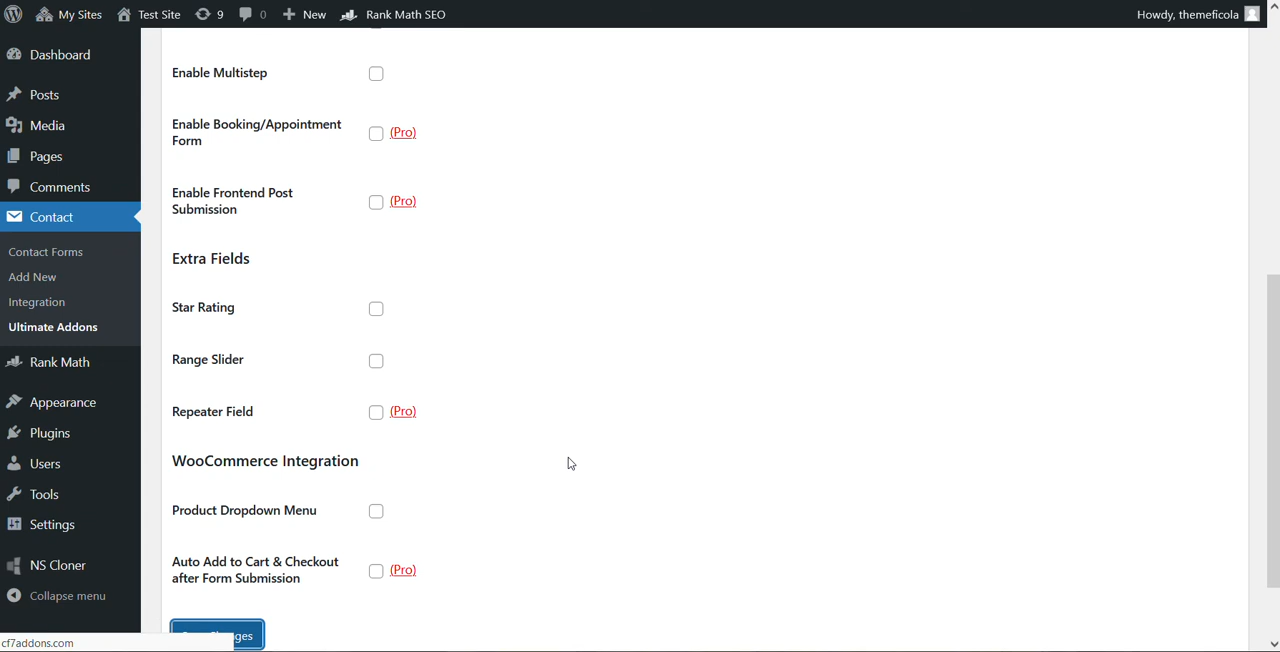 My Sites Test Site 9 0 New Rank Math SEO Howdy, themeficola
Dashboard
Posts
Media
Pages
Comments
Contact
Contact Forms
Add New
Integration
Ultimate Addons
Rank Math
Appearance
Plugins
Users
Tools
Settings
NS Cloner
Collapse menu
Enable Multistep
Enable Booking/Appointment
Form
(Pro)
Enable Frontend Post
Submission
(Pro)
Extra Fields
Star Rating
Range Slider
Repeater Field (Pro)
WooCommerce Integration
Product Dropdown Menu
Auto Add to Cart & Checkout
after Form Submission
(Pro)
cf7addons.com